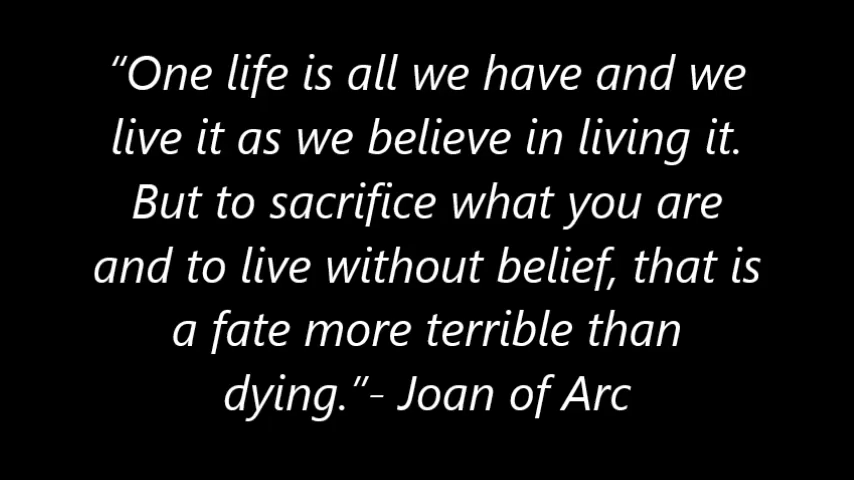 “One life is all we have and we
live it as we believe in living it.
But to sacrifice what you are
and to live without belief, that is
a fate more terrible than
dying.”- Joan of Arc